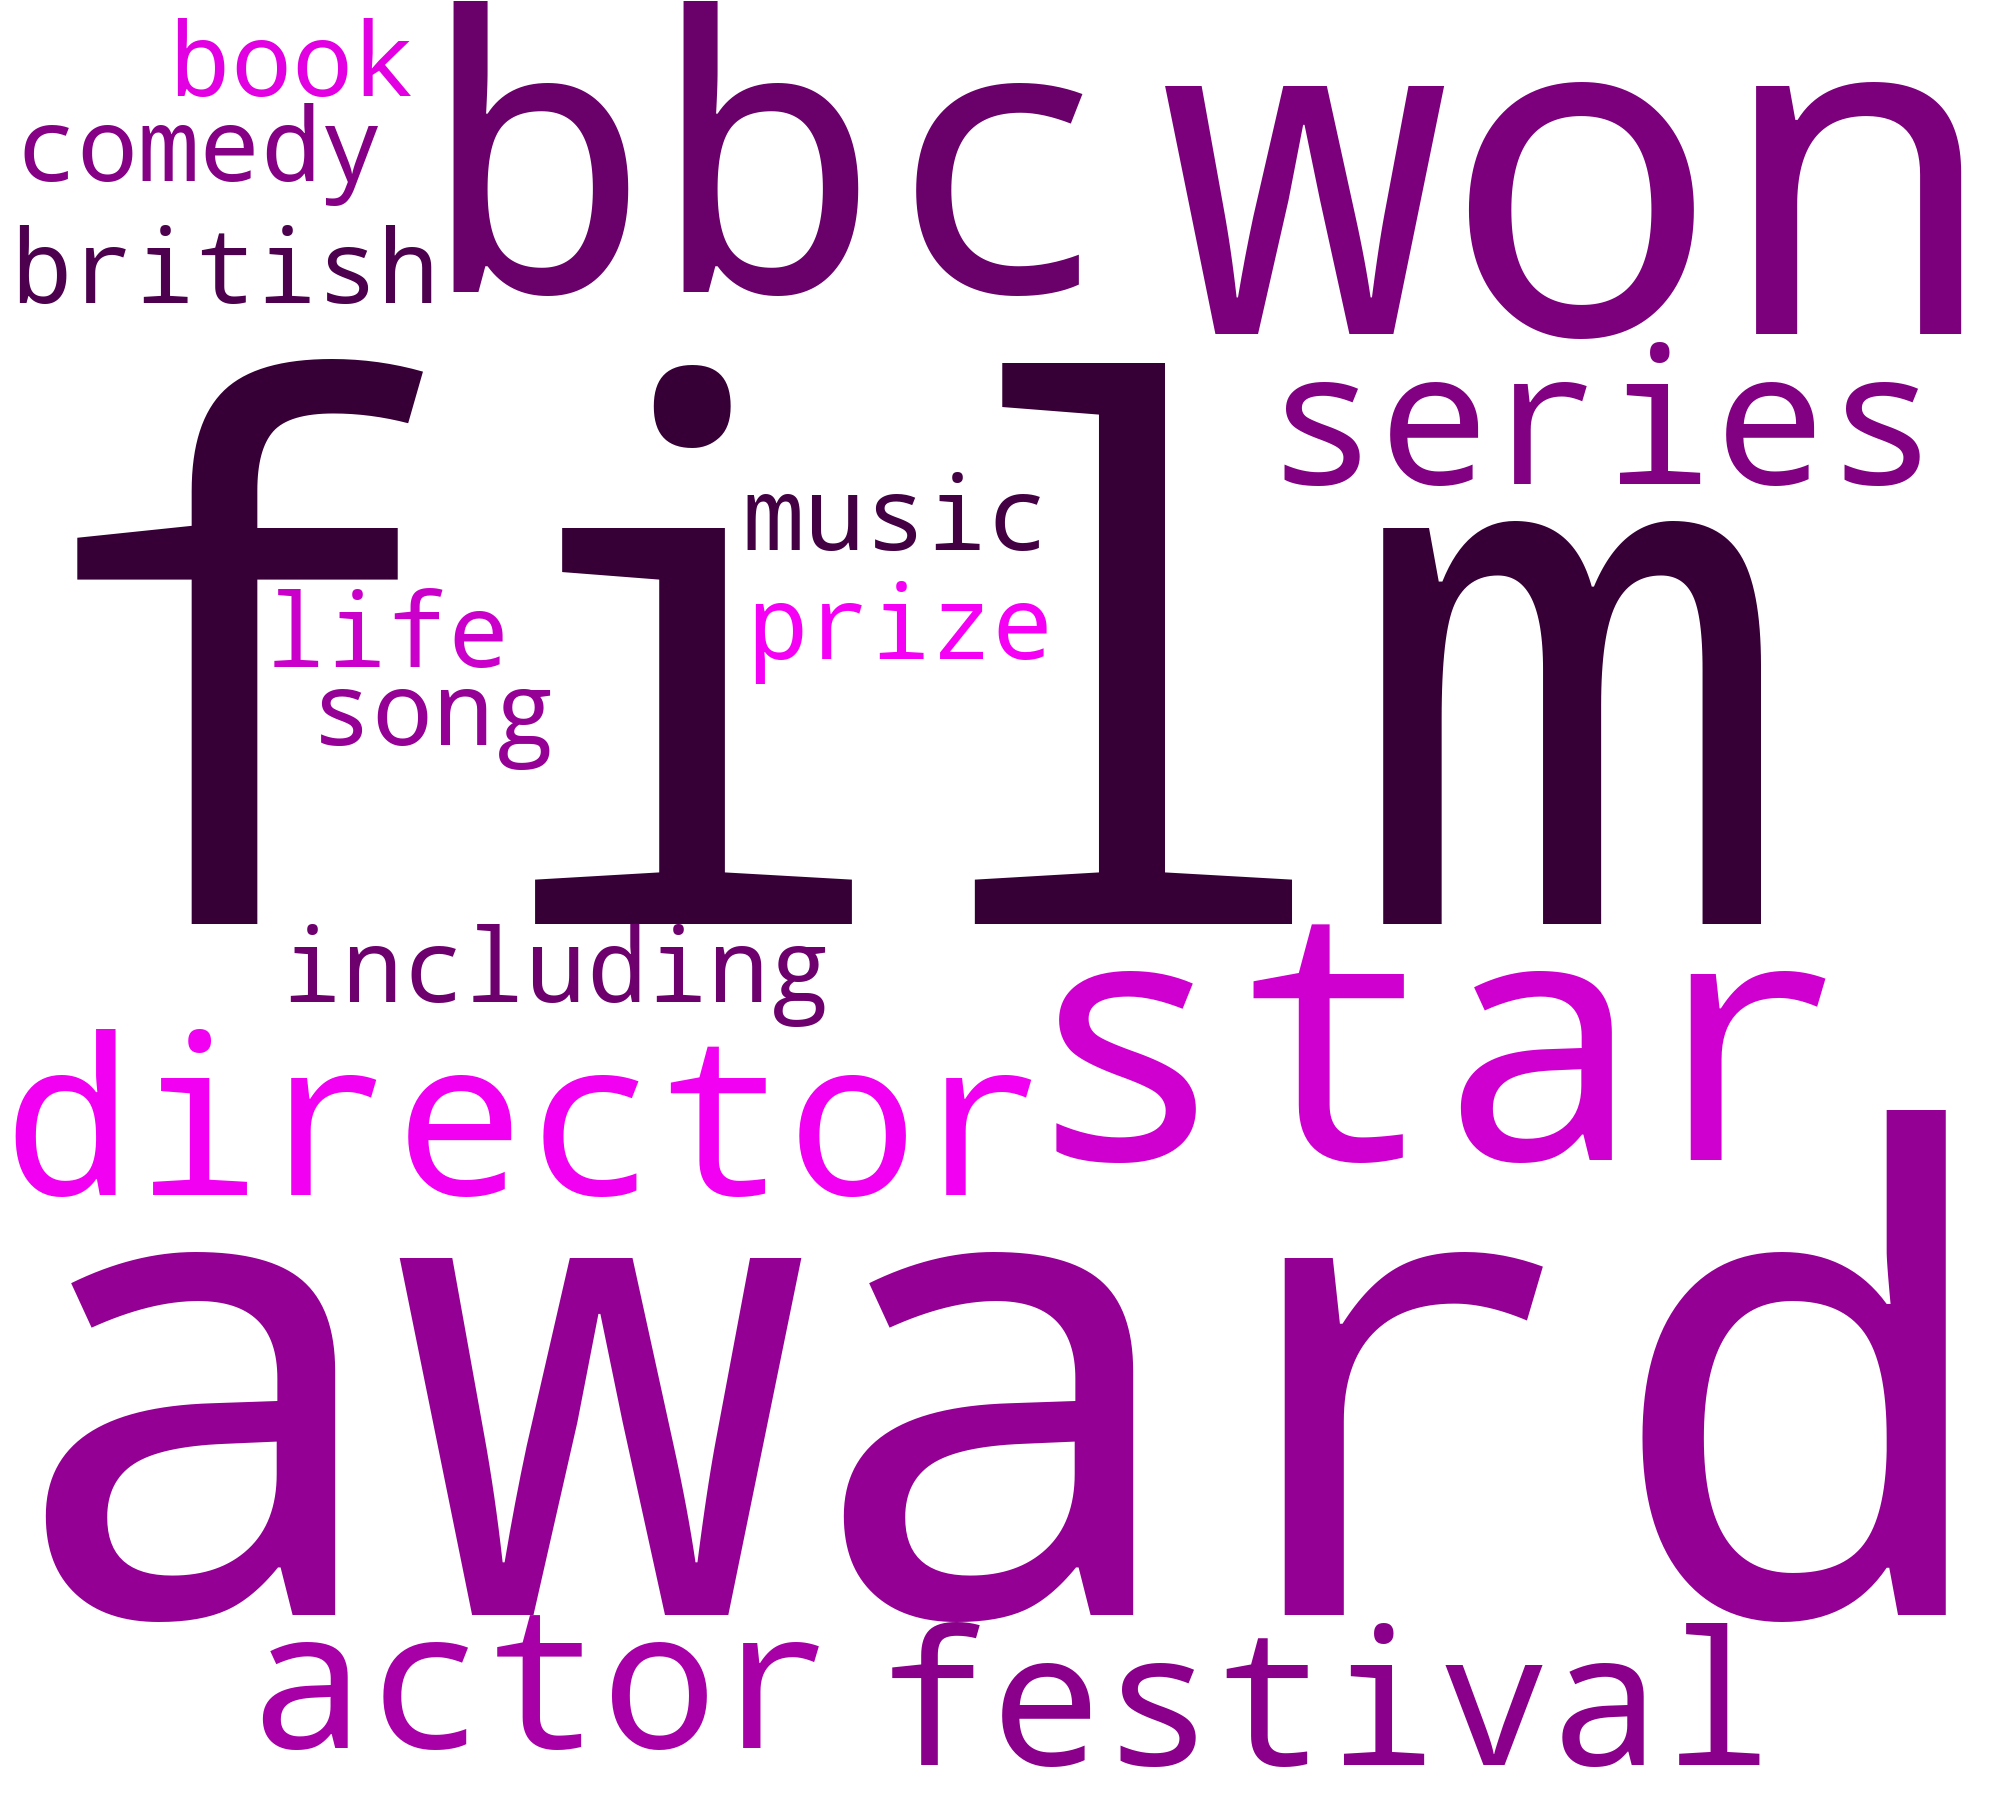 book
bbc won
comedy
british
series
film
music
life prize
song
including
star
director
award
actor festival